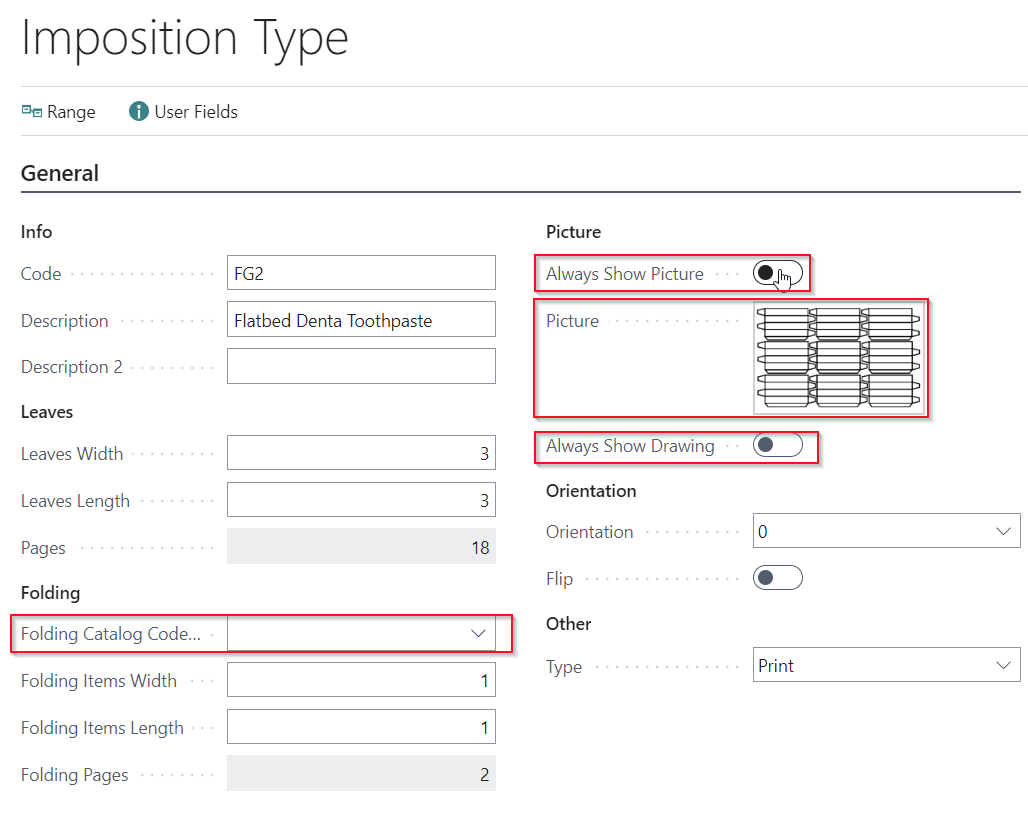 Imposition Type
Range
User Fields
General
Info
Code
FG2
Description
Flatbed Denta Toothpaste
Description 2
Leaves
Leaves Width
3
Leaves Length
3
Pages
18
Folding
Folding Catalog Code...
Folding Items Width
1
Folding Items Length
1
Folding Pages
2
Picture
Always Show Picture
Picture
Always Show Drawing
Orientation
Orientation
0
Flip
Other
Type
Print